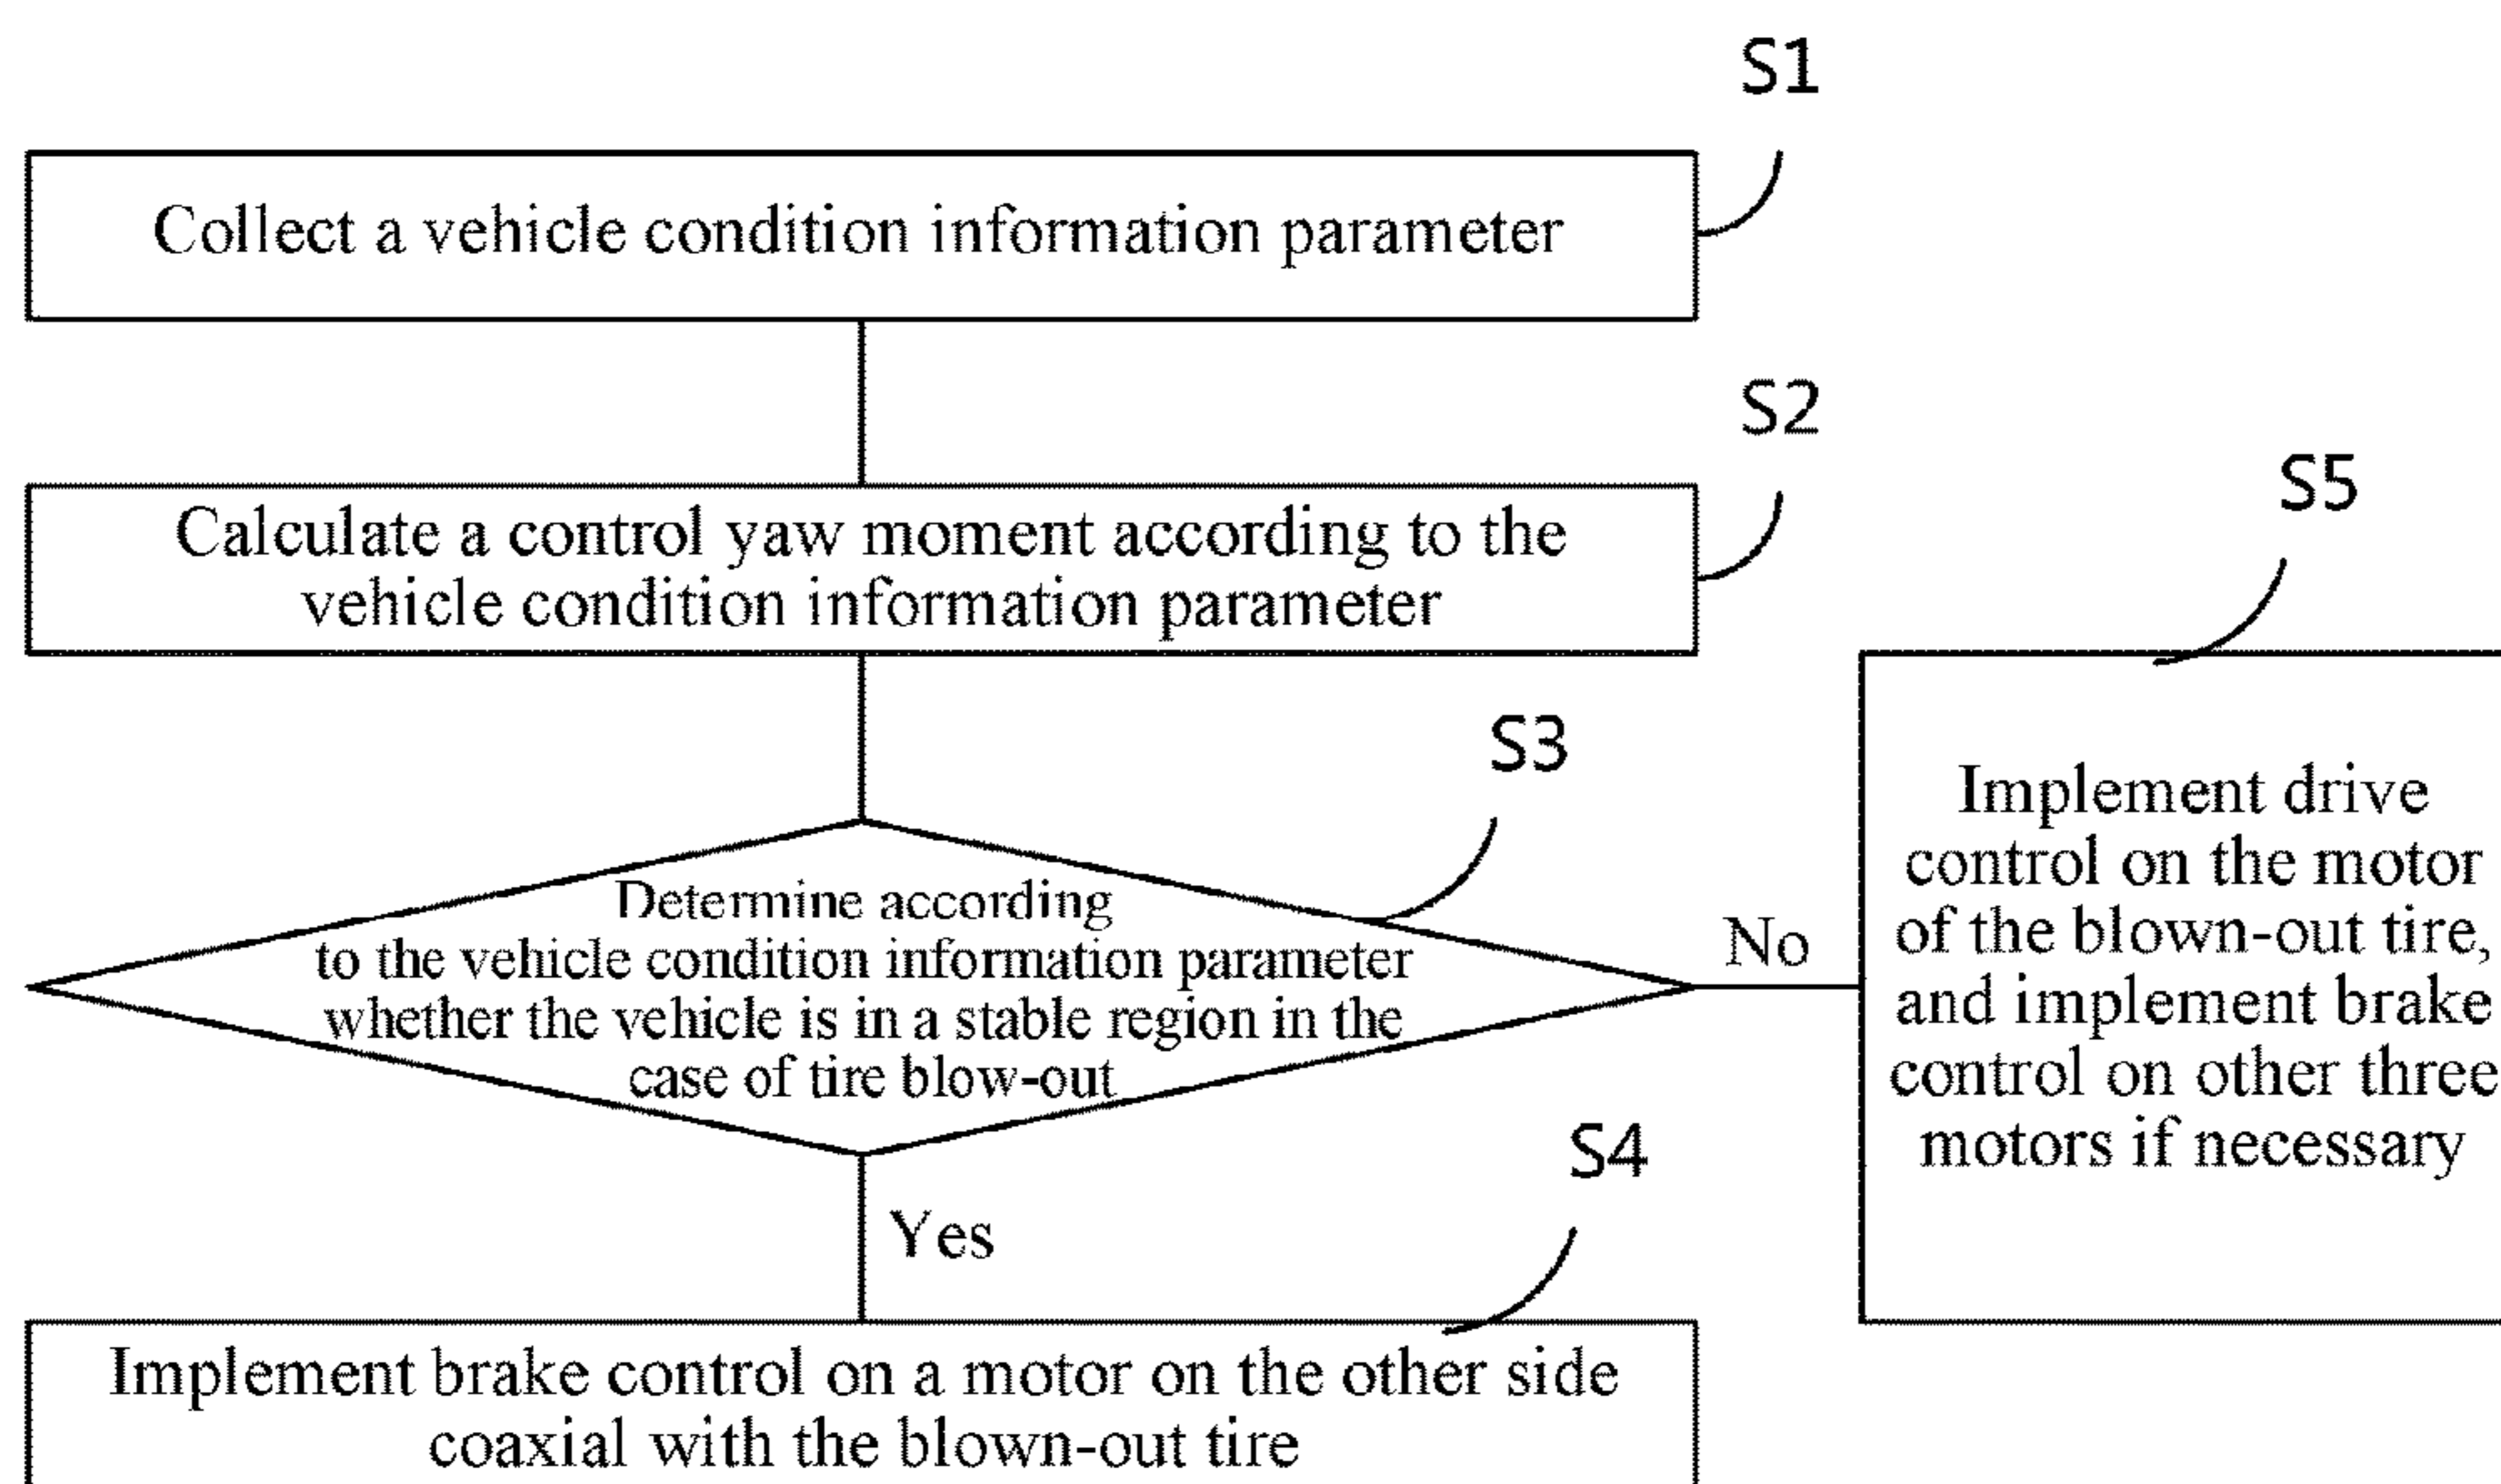 S1
Collect a vehicle condition information parameter
S2
Calculate a control yaw moment according to the
vehicle condition information parameter
S3
Determine according
to the vehicle condition information parameter
whether the vehicle is in a stable region in the
case of tire blow-out
No
S5
Implement drive
control on the motor
of the blown-out tire,
and implement brake
control on other three
motors if necessary
Yes
S4
Implement brake control on a motor on the other side
coaxial with the blown-out tire